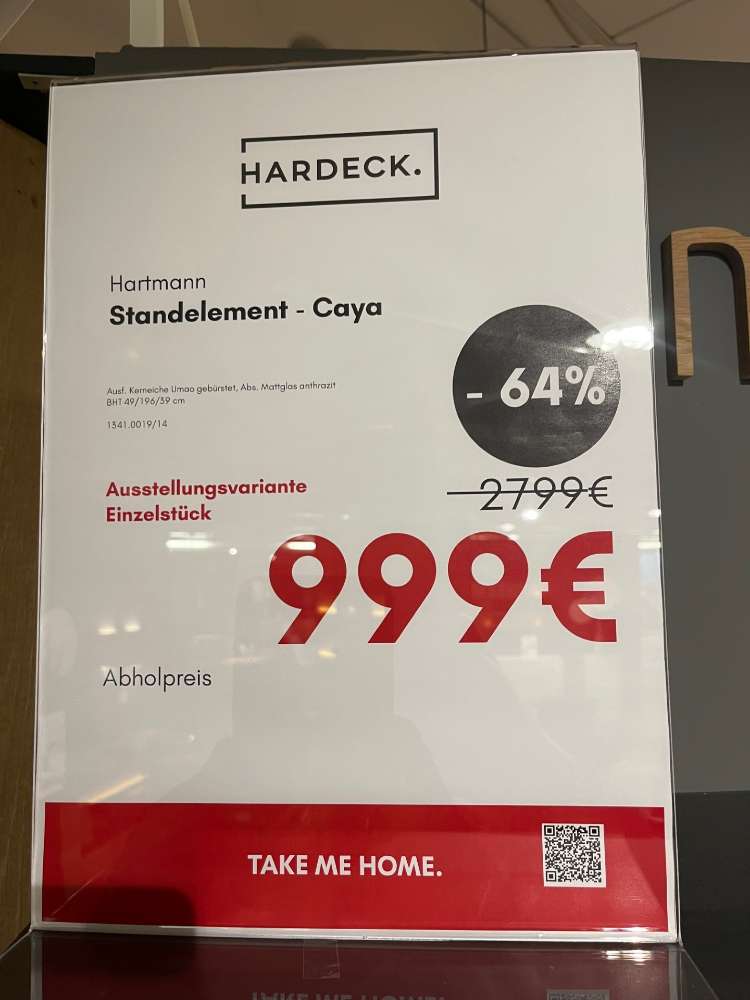 HARDECK.
Hartmann
Standelement - Caya
- 64%
Ausf. Kerneiche Umao gebürstet, Abs. Mattglas anthrazit
BHT 49/196/39 cm
1341.0019/14
Ausstellungsvariante
Einzelstück
2799€
999€
Abholpreis
TAKE ME HOME.